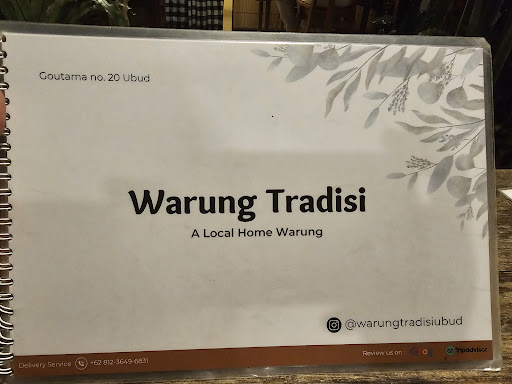 Goutama no. 20 Ubud
Warung Tradisi
A Local Home Warung
@warungtradisiubud
Delivery Service +62 812-3649-6831
Review us on Tripadvisor